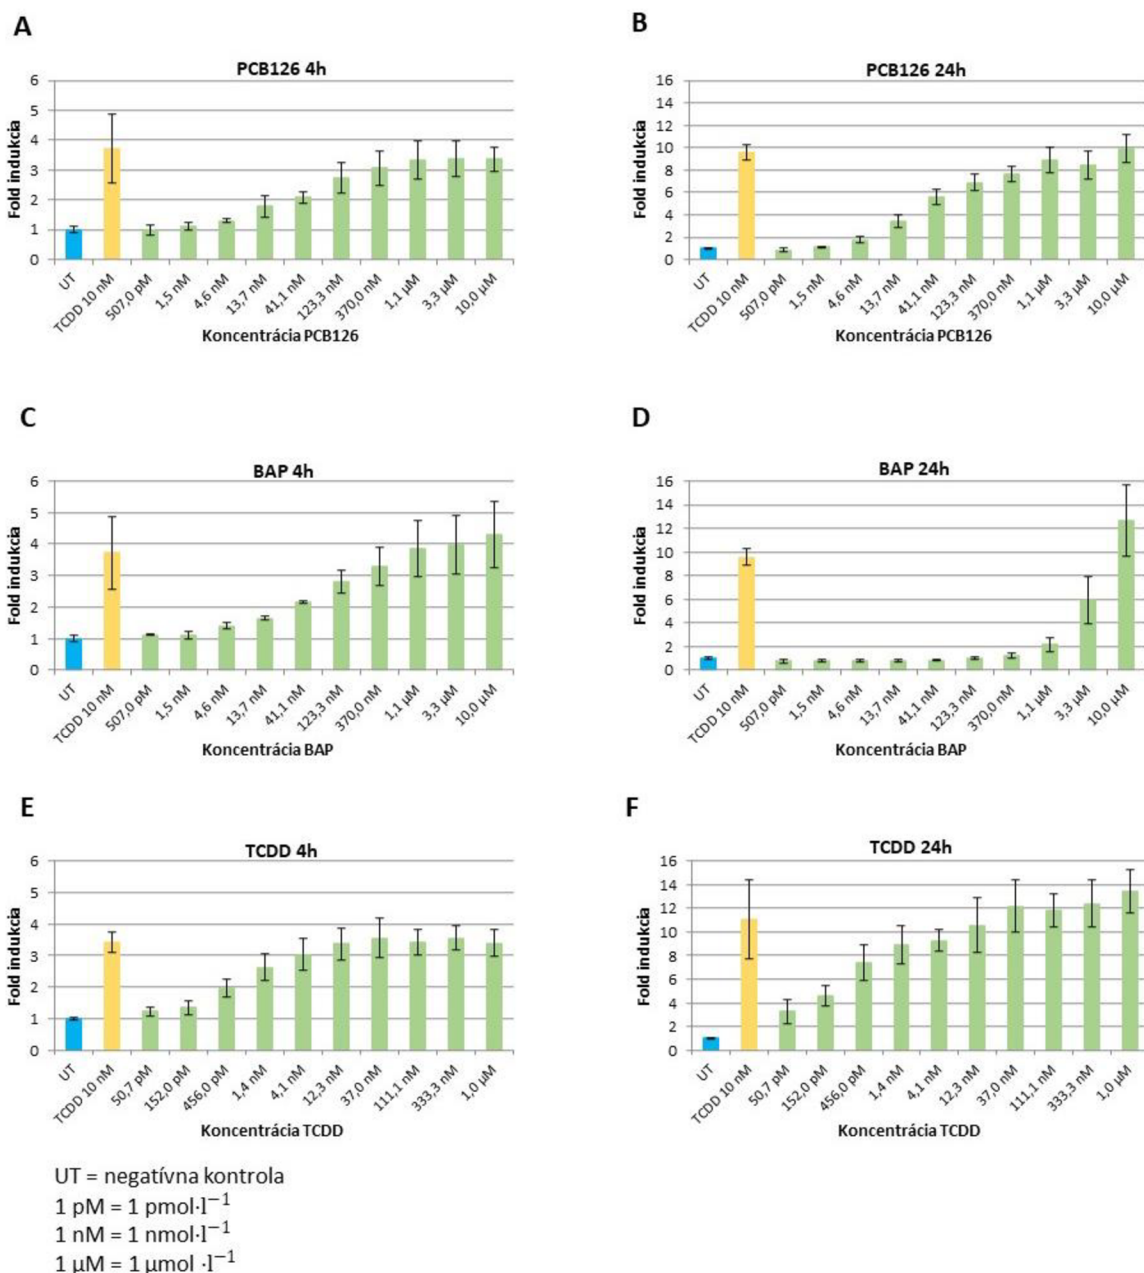 A
PCB126 4h
Fold indukcia
6
5
4
3
2
1
0
UT
TCDD 10 nM
507,0 pM
1,5 nM
4,6 nM
13,7 nM
41,1 nM
123,3 nM
370,0 nM
1,1 µM
3,3 µM
10,0 µM
Koncentrácia PCB126
B
PCB126 24h
Fold indukcia
16
14
12
10
8
6
4
2
0
UT
TCDD 10 nM
507,0 pM
1,5 nM
4,6 nM
13,7 nM
41,1 nM
123,3 nM
370,0 nM
1,1 µM
3,3 µM
10,0 µM
Koncentrácia PCB126
C
BAP 4h
Fold indukcia
6
5
4
3
2
1
0
UT
TCDD 10 nM
507,0 pM
1,5 nM
4,6 nM
13,7 nM
41,1 nM
123,3 nM
370,0 nM
1,1 µM
3,3 µM
10,0 µM
Koncentrácia BAP
D
BAP 24h
Fold indukcia
16
14
12
10
8
6
4
2
0
UT
TCDD 10 nM
507,0 pM
1,5 nM
4,6 nM
13,7 nM
41,1 nM
123,3 nM
370,0 nM
1,1 µM
3,3 µM
10,0 µM
Koncentrácia BAP
E
TCDD 4h
Fold indukcia
6
5
4
3
2
1
0
UT
TCDD 10 nM
50,7 pM
152,0 pM
456,0 pM
1,4 nM
4,1 nM
12,3 nM
37,0 nM
111,1 nM
333,3 nM
1,0 µM
Koncentrácia TCDD
F
TCDD 24h
Fold indukcia
16
14
12
10
8
6
4
2
0
UT
TCDD 10 nM
50,7 pM
152,0 pM
456,0 pM
1,4 nM
4,1 nM
12,3 nM
37,0 nM
111,1 nM
333,3 nM
1,0 µM
Koncentrácia TCDD
UT = negatívna kontrola
1 pM = 1 pmol·l⁻¹
1 nM = 1 nmol·l⁻¹
1 µM = 1 µmol ·l⁻¹